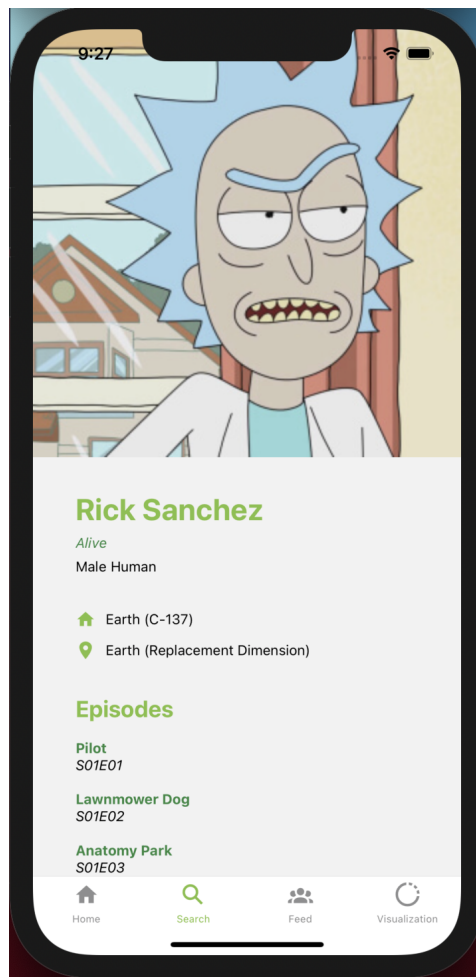 9:27
Rick Sanchez
Alive
Male Human
Earth (C-137)
Earth (Replacement Dimension)
Episodes
Pilot
S01E01
Lawnmower Dog
S01E02
Anatomy Park
S01E03
Home Search Feed Visualization